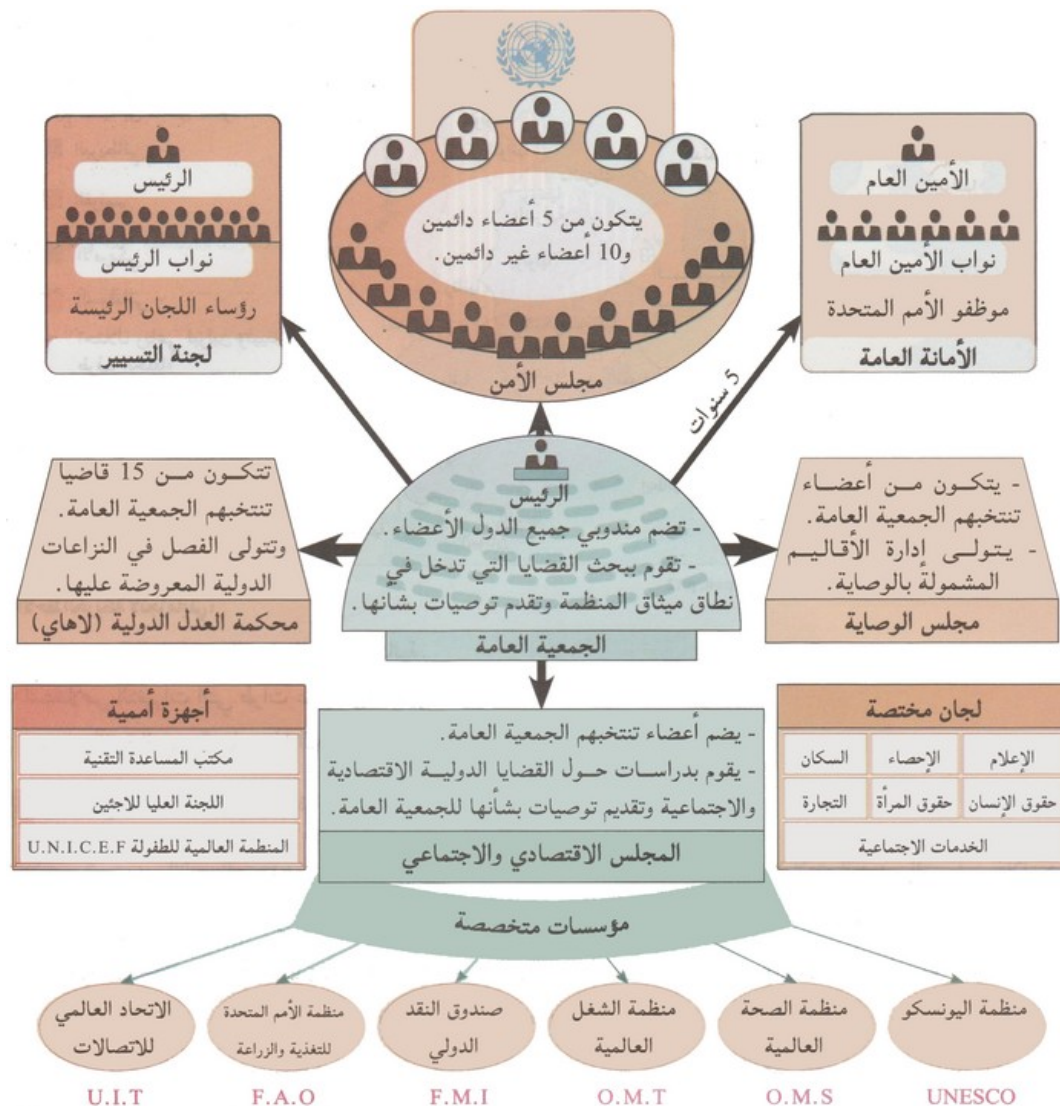 يتكون من 5 أعضاء دائمين
و10 أعضاء غير دائمين.
مجلس الأمن
الأمين العام
نواب الأمين العام
موظفو الأمم المتحدة
الأمانة العامة
الرئيس
نواب الرئيس
رؤساء اللجان الرئيسة
لجنة التسيير
5 سنوات
- يتكون من أعضاء
تنتخبهم الجمعية العامة.
- يتولى إدارة الأقاليم
المشمولة بالوصاية.
مجلس الوصاية
الرئيس
- تضم مندوبي جميع الدول الأعضاء.
- تقوم ببحث القضايا التي تدخل في
نطاق ميثاق المنظمة وتقدم توصيات بشانها.
الجمعية العامة
تتكون من 15 قاضيا
تنتخبهم الجمعية العامة.
وتتولى الفصل في النزاعات
الدولية المعروضة عليها.
محكمة العدل الدولية (لاهاي)
لجان مختصة
الإعلام الإحصاء السكان
حقوق الإنسان حقوق المرأة التجارة
الخدمات الاجتماعية
- يضم أعضاء تنتخبهم الجمعية العامة.
- يقوم بدراسات حول القضايا الدولية الاقتصادية
والاجتماعية وتقديم توصيات بشأنها للجمعية العامة.
المجلس الاقتصادي والاجتماعي
أجهزة أممية
مكتب المساعدة التقنية
اللجنة العليا للاجئين
المنظمة العالمية للطفولة U.N.I.C.E.F
مؤسسات متخصصة
منظمة اليونسكو
UNESCO
منظمة الصحة
العالمية
O.M.S
منظمة الشغل
العالمية
O.M.T
صندوق النقد
الدولي
F.M.I
منظمة الأمم المتحدة
للتغذية والزراعة
F.A.O
الاتحاد العالمي
للاتصالات
U.I.T